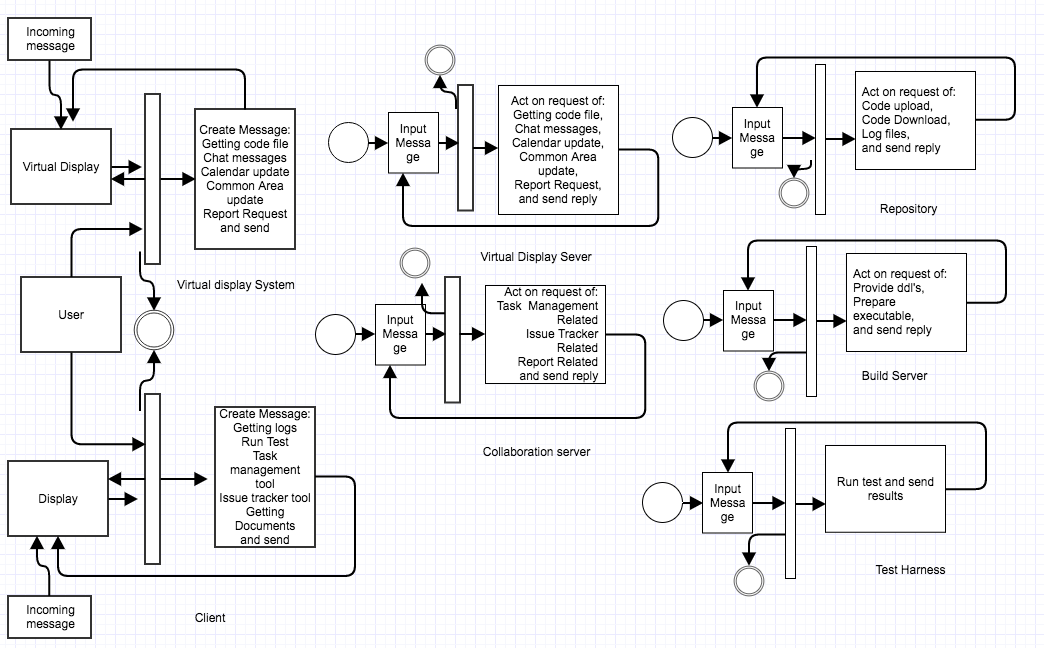 Incoming
message
Virtual Display
Create Message:
Getting code file
Chat messages
Calendar update
Common Area
update
Report Request
and send
Virtual display System
User
Display
Create Message:
Getting logs
Run Test
Task
management
tool
Issue tracker tool
Getting
Documents
and send
Incoming
message
Client
Input
Messa
ge
Act on request of:
Getting code file,
Chat messages,
Calendar update,
Common Area
update,
Report Request,
and send reply
Virtual Display Sever
Input
Messa
ge
Act on request of:
Task Management
Related
Issue Tracker
Related
Report Related
and send reply
Collaboration server
Input
Messa
ge
Act on request of:
Code upload,
Code Download,
Log files,
and send reply
Repository
Input
Messa
ge
Act on request of:
Provide ddl's,
Prepare
executable,
and send reply
Build Server
Input
Messa
ge
Run test and send
results
Test Harness